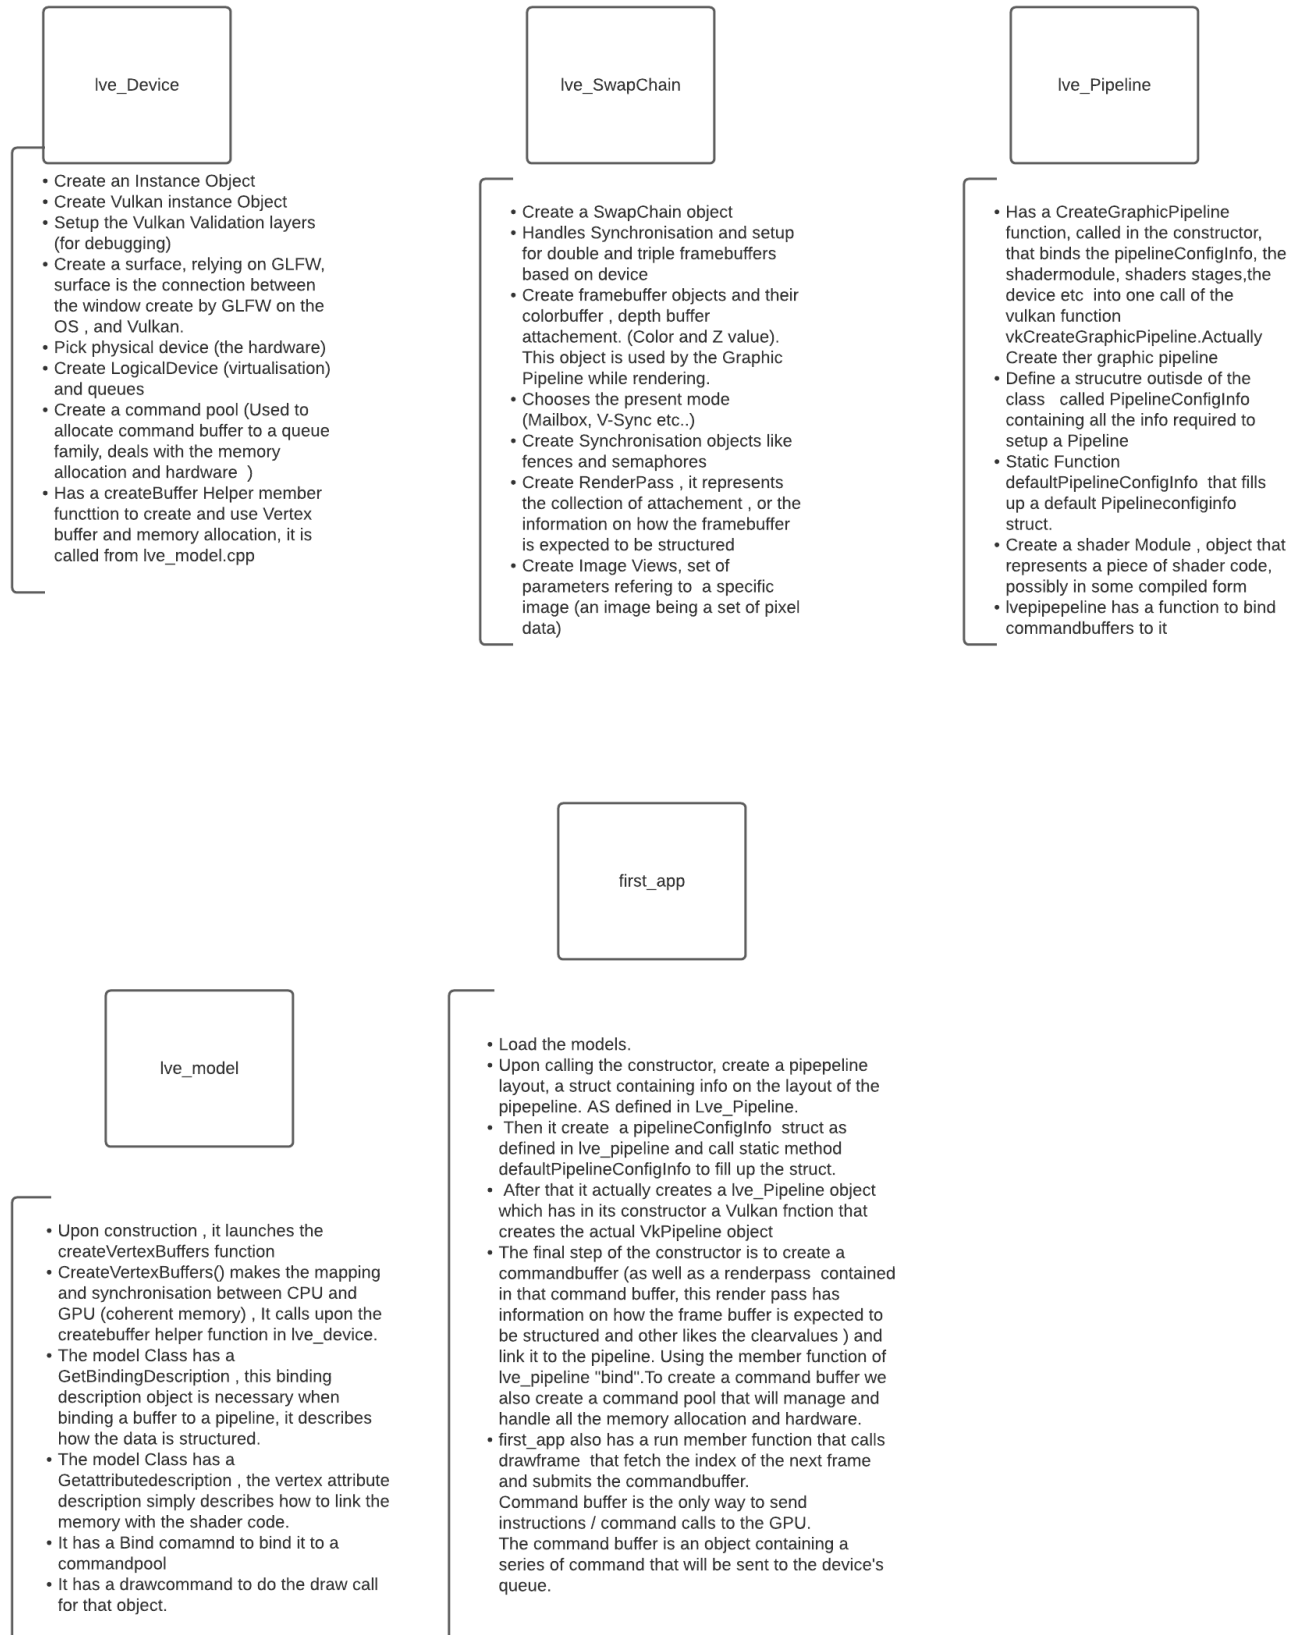 lve_Device
• Create an Instance Object
• Create Vulkan instance Object
• Setup the Vulkan Validation layers
(for debugging)
• Create a surface, relying on GLFW,
surface is the connection between
the window create by GLFW on the
OS , and Vulkan.
• Pick physical device (the hardware)
• Create LogicalDevice (virtualisation)
and queues
• Create a command pool (Used to
allocate command buffer to a queue
family, deals with the memory
allocation and hardware  )
• Has a createBuffer Helper member
functtion to create and use Vertex
buffer and memory allocation, it is
called from lve_model.cpp
lve_SwapChain
• Create a SwapChain object
• Handles Synchronisation and setup
for double and triple framebuffers
based on device
• Create framebuffer objects and their
colorbuffer , depth buffer
attachement. (Color and Z value).
This object is used by the Graphic
Pipeline while rendering.
• Chooses the present mode
(Mailbox, V-Sync etc..)
• Create Synchronisation objects like
fences and semaphores
• Create RenderPass , it represents
the collection of attachement , or the
information on how the framebuffer
is expected to be structured
• Create Image Views, set of
parameters refering to  a specific
image (an image being a set of pixel
data)
lve_Pipeline
• Has a CreateGraphicPipeline
function, called in the constructor,
that binds the pipelineConfigInfo, the
shadermodule, shaders stages,the
device etc  into one call of the
vulkan function
vkCreateGraphicPipeline.Actually
Create ther graphic pipeline
• Define a strucutre outisde of the
class   called PipelineConfigInfo
containing all the info required to
setup a Pipeline
• Static Function
defaultPipelineConfigInfo  that fills
up a default Pipelineconfiginfo
struct.
• Create a shader Module , object that
represents a piece of shader code,
possibly in some compiled form
• lvepipepeline has a function to bind
commandbuffers to it
first_app
• Load the models.
• Upon calling the constructor, create a pipepeline
layout, a struct containing info on the layout of the
pipepeline. AS defined in Lve_Pipeline.
•  Then it create  a pipelineConfigInfo  struct as
defined in lve_pipeline and call static method
defaultPipelineConfigInfo to fill up the struct.
•  After that it actually creates a lve_Pipeline object
which has in its constructor a Vulkan fnction that
creates the actual VkPipeline object
• The final step of the constructor is to create a
commandbuffer (as well as a renderpass  contained
in that command buffer, this render pass has
information on how the frame buffer is expected to
be structured and other likes the clearvalues ) and
link it to the pipeline. Using the member function of
lve_pipeline "bind".To create a command buffer we
also create a command pool that will manage and
handle all the memory allocation and hardware.
• first_app also has a run member function that calls
drawframe  that fetch the index of the next frame
and submits the commandbuffer.
Command buffer is the only way to send
instructions / command calls to the GPU.
The command buffer is an object containing a
series of command that will be sent to the device's
queue.
lve_model
• Upon construction , it launches the
createVertexBuffers function
• CreateVertexBuffers() makes the mapping
and synchronisation between CPU and
GPU (coherent memory) , It calls upon the
createbuffer helper function in lve_device.
• The model Class has a
GetBindingDescription , this binding
description object is necessary when
binding a buffer to a pipeline, it describes
how the data is structured.
• The model Class has a
Getattributedescription , the vertex attribute
description simply describes how to link the
memory with the shader code.
• It has a Bind comamnd to bind it to a
commandpool
• It has a drawcommand to do the draw call
for that object.